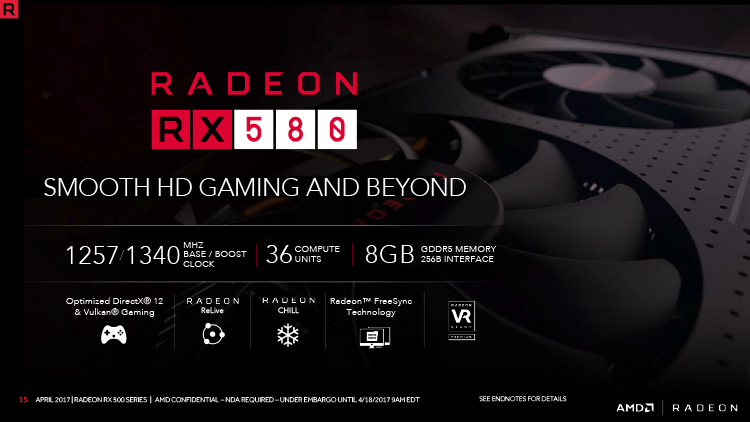 R
RADEON
RX 580
SMOOTH HD GAMING AND BEYOND
1257/1340 MHZ BASE / BOOST CLOCK
36 COMPUTE UNITS
8GB GDDR5 MEMORY 256B INTERFACE
Optimized DirectX® 12
& Vulkan® Gaming
RADEON
ReLive
RADEON
CHILL
Radeon™ FreeSync
Technology
RADEON
VR
READY
PREMIUM
15 APRIL 2017 | RADEON RX 500 SERIES | AMD CONFIDENTIAL – NDA REQUIRED – UNDER EMBARGO UNTIL 4/18/2017 9AM EDT
SEE ENDNOTES FOR DETAILS
AMD | RADEON